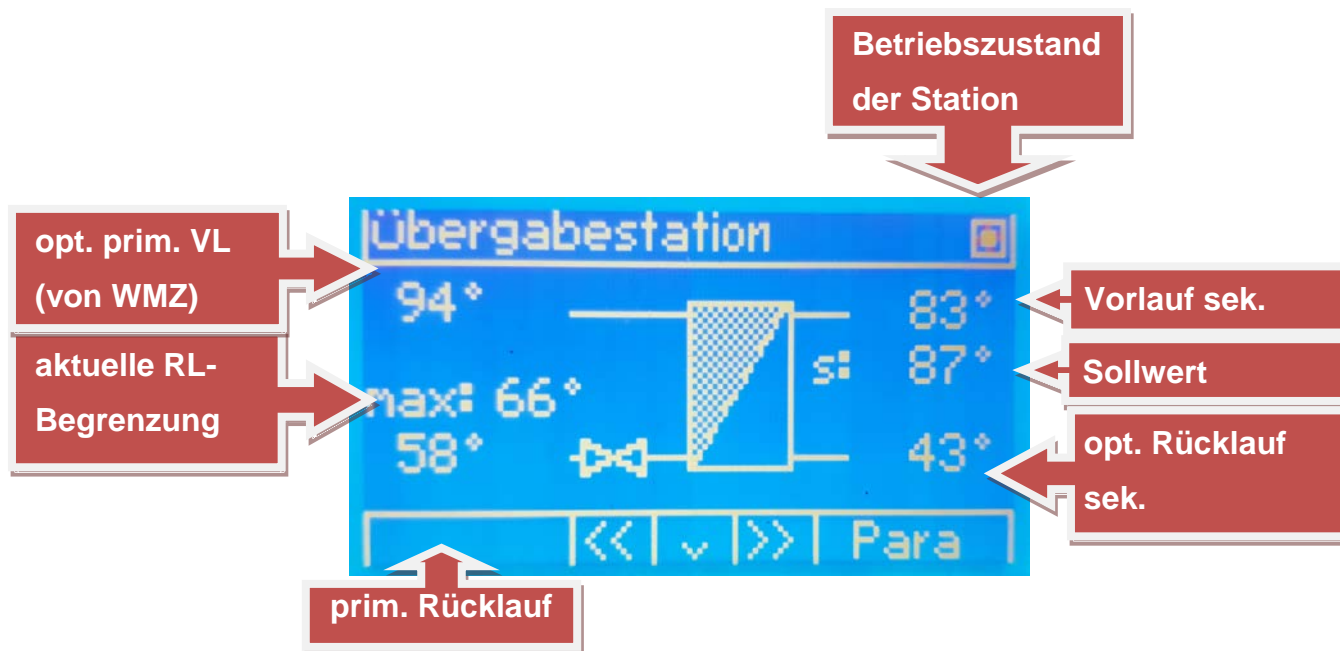 Betriebszustand
der Station
opt. prim. VL
(von WMZ)
aktuelle RL-
Begrenzung
Übergabestation
94°
83°
s: 87°
max: 66°
58°
43°
<< ⌄ >> Para
Vorlauf sek.
Sollwert
opt. Rücklauf
sek.
prim. Rücklauf